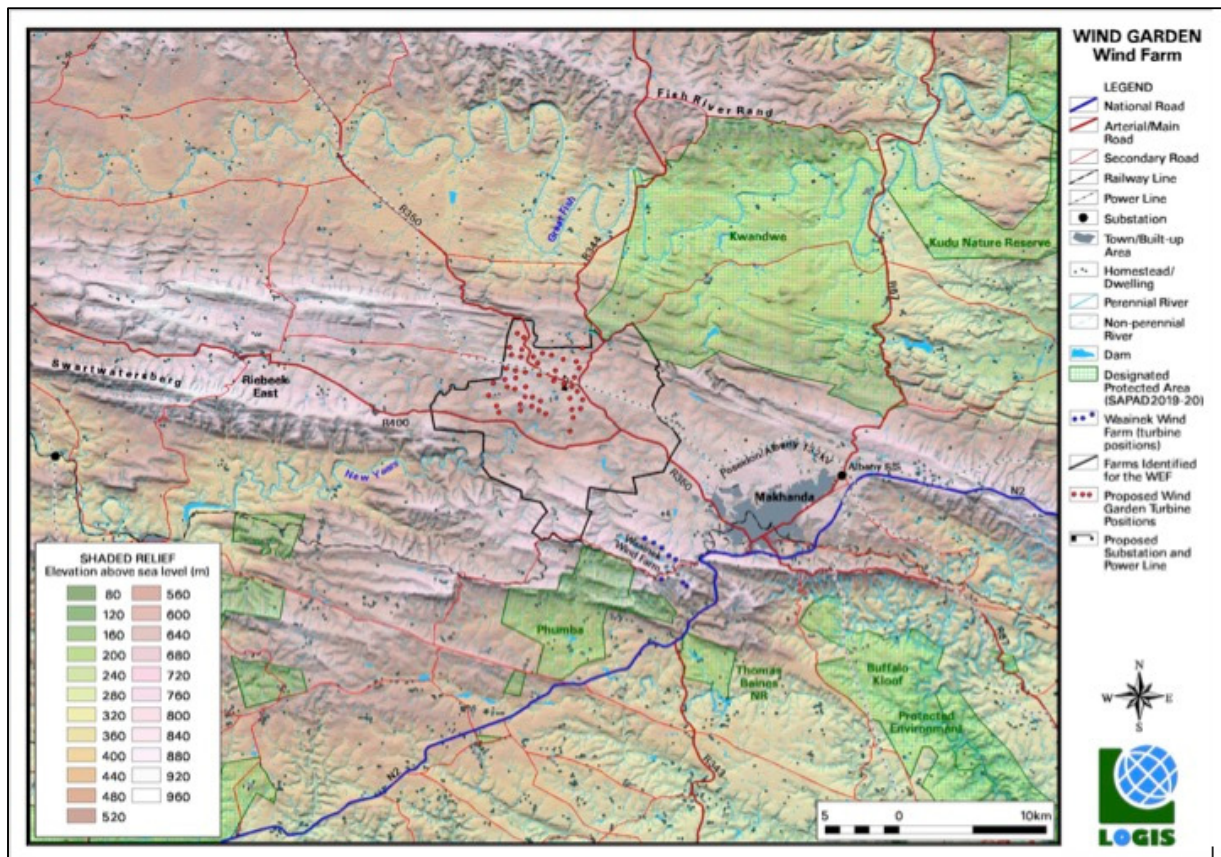 WIND GARDEN
Wind Farm
LEGEND
National Road
Arterial/Main
Road
Secondary Road
Railway Line
Power Line
Substation
Town/Built-up
Area
Homestead/
Dwelling
Perennial River
Non-perennial
River
Dam
Designated
Protected Area
(SAPAD2019-20)
Waainek Wind
Farm (turbine
positions)
Farms Identified
for the WEF
Proposed Wind
Garden Turbine
Positions
Proposed
Substation and
Power Line
N
W E
S
LOGIS
Fish River Rand
R350
Great Fish
R344
Kwandwe
Kudu Nature Reserve
R67
Swartwatersberg
Riebeek
East
R400
New Years
R350
Poseidon/Albany 132kV
Albany SS
Makhanda
N2
Waainek
Wind Farm
Phumba
Thomas
Baines
NR
Buffalo
Kloof
Protected
Environment
R67
N2
R343
SHADED RELIEF
Elevation above sea level (m)
80 560
120 600
160 640
200 680
240 720
280 760
320 800
360 840
400 880
440 920
480 960
520
5 0 10km